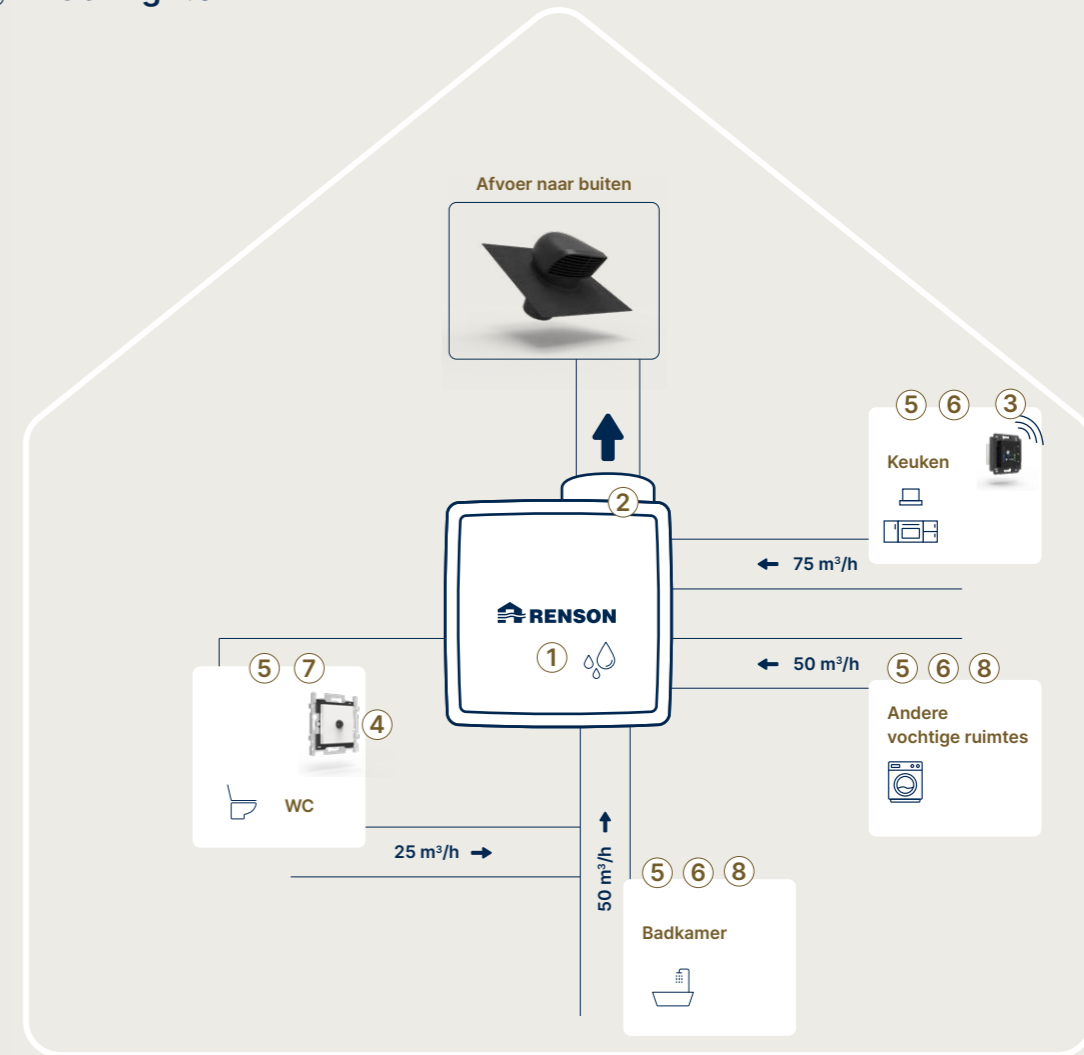 Afvoer naar buiten
5 6 3
Keuken
2
75 m³/h
RENSON
1
50 m³/h
5 7
5 6 8
4
Andere
vochtige ruimtes
WC
25 m³/h
50 m³/h
5 6 8
Badkamer